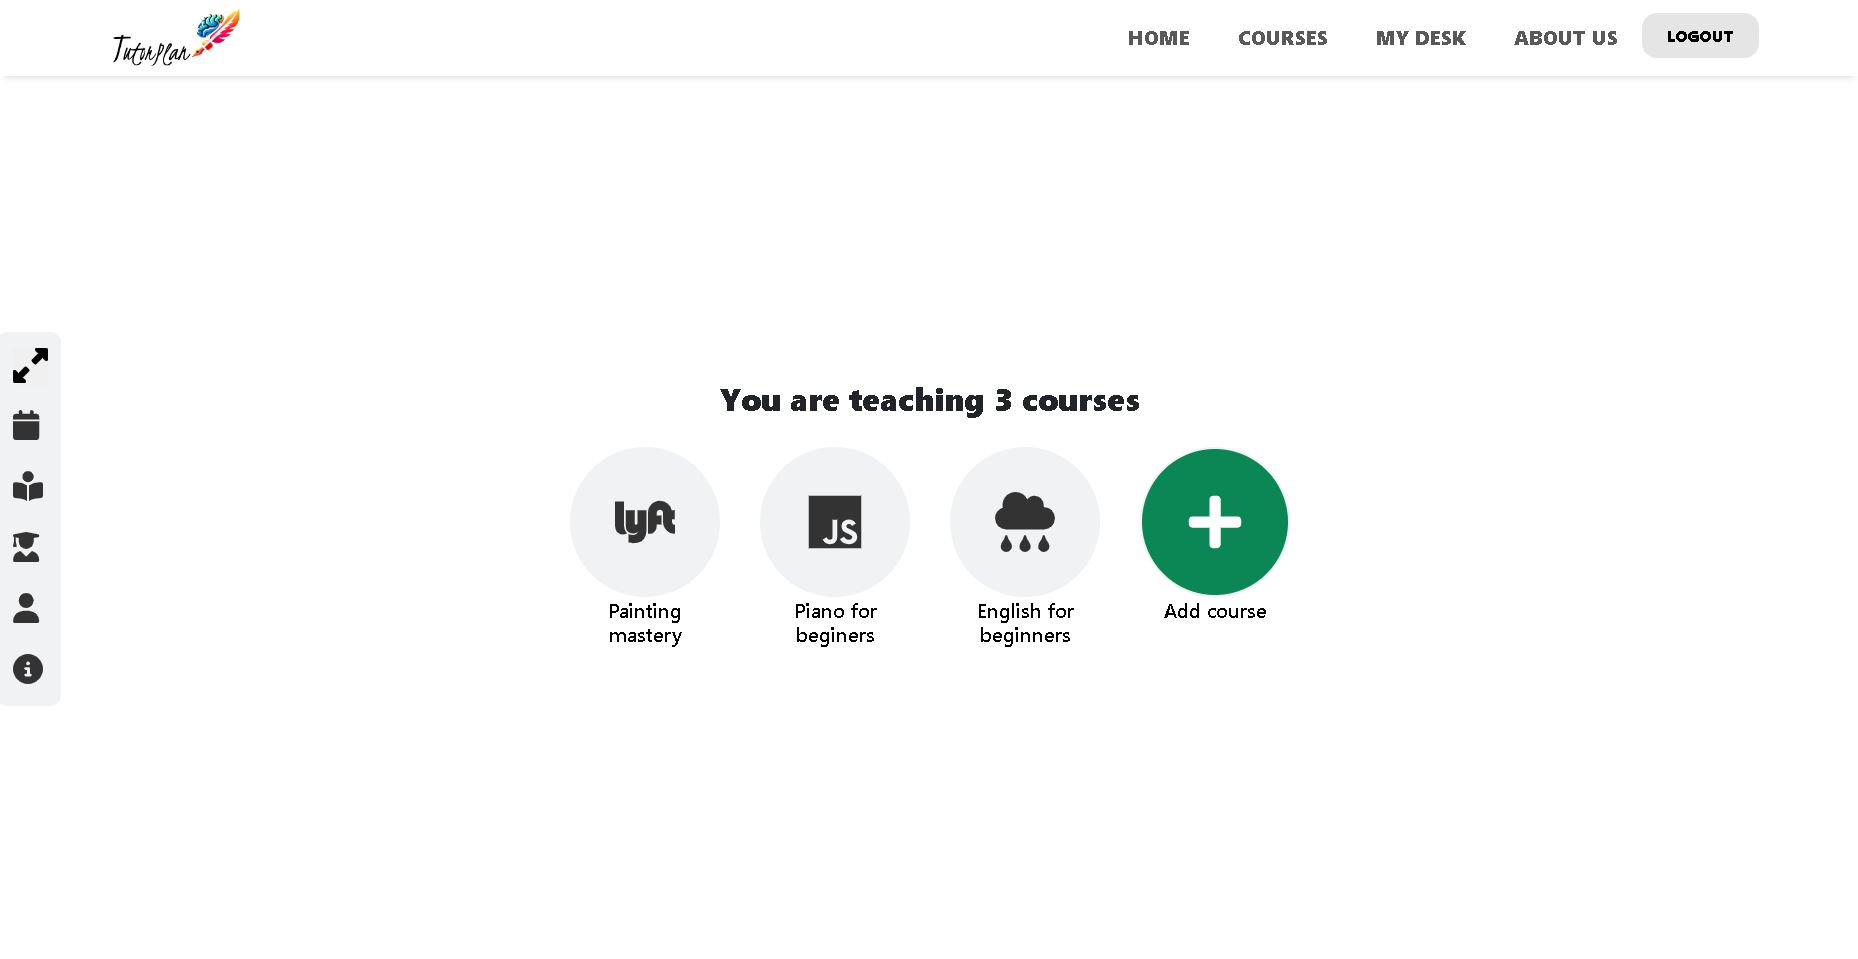 TutorPlan
HOME COURSES MY DESK ABOUT US LOGOUT
You are teaching 3 courses
lyft
JS
Painting
mastery
Piano for
beginers
English for
beginners
Add course